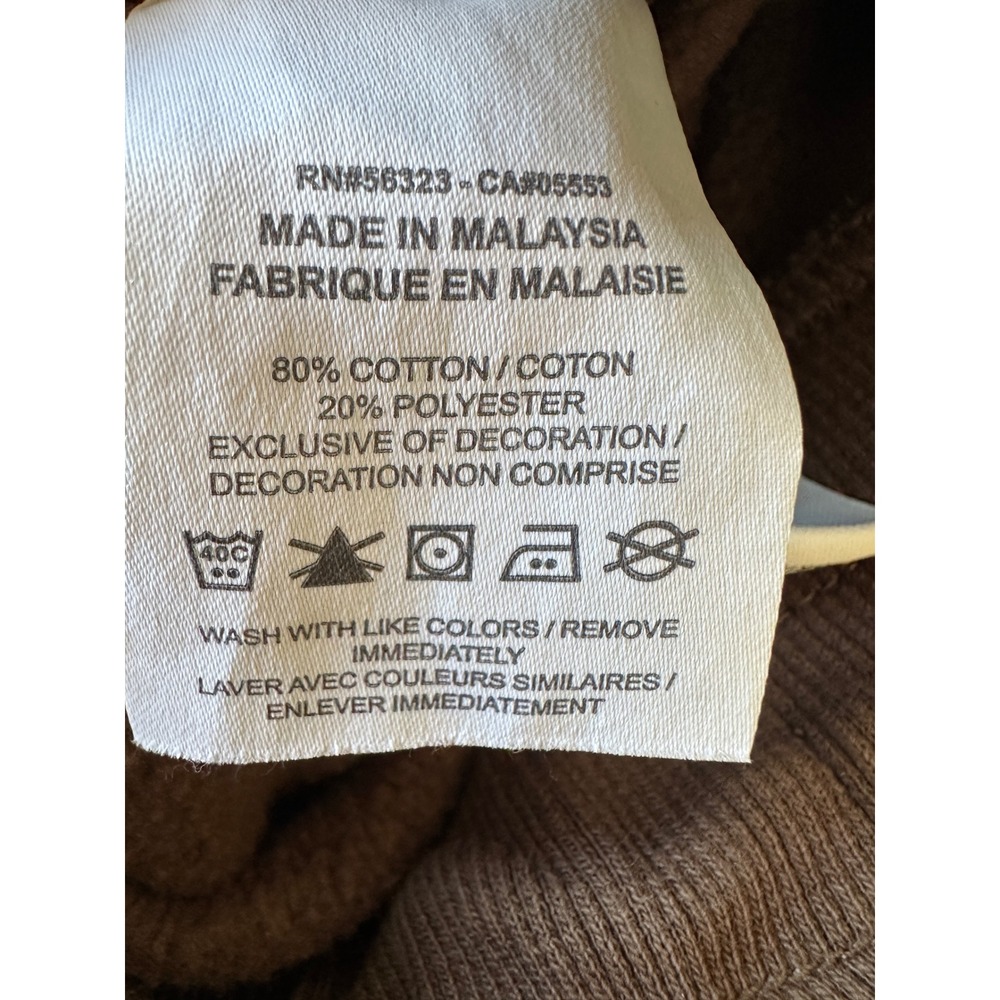 RN#56323 - CA#05553
MADE IN MALAYSIA
FABRIQUE EN MALAISIE
80% COTTON / COTON
20% POLYESTER
EXCLUSIVE OF DECORATION /
DECORATION NON COMPRISE
40C
WASH WITH LIKE COLORS / REMOVE
IMMEDIATELY
LAVER AVEC COULEURS SIMILAIRES /
ENLEVER IMMEDIATEMENT